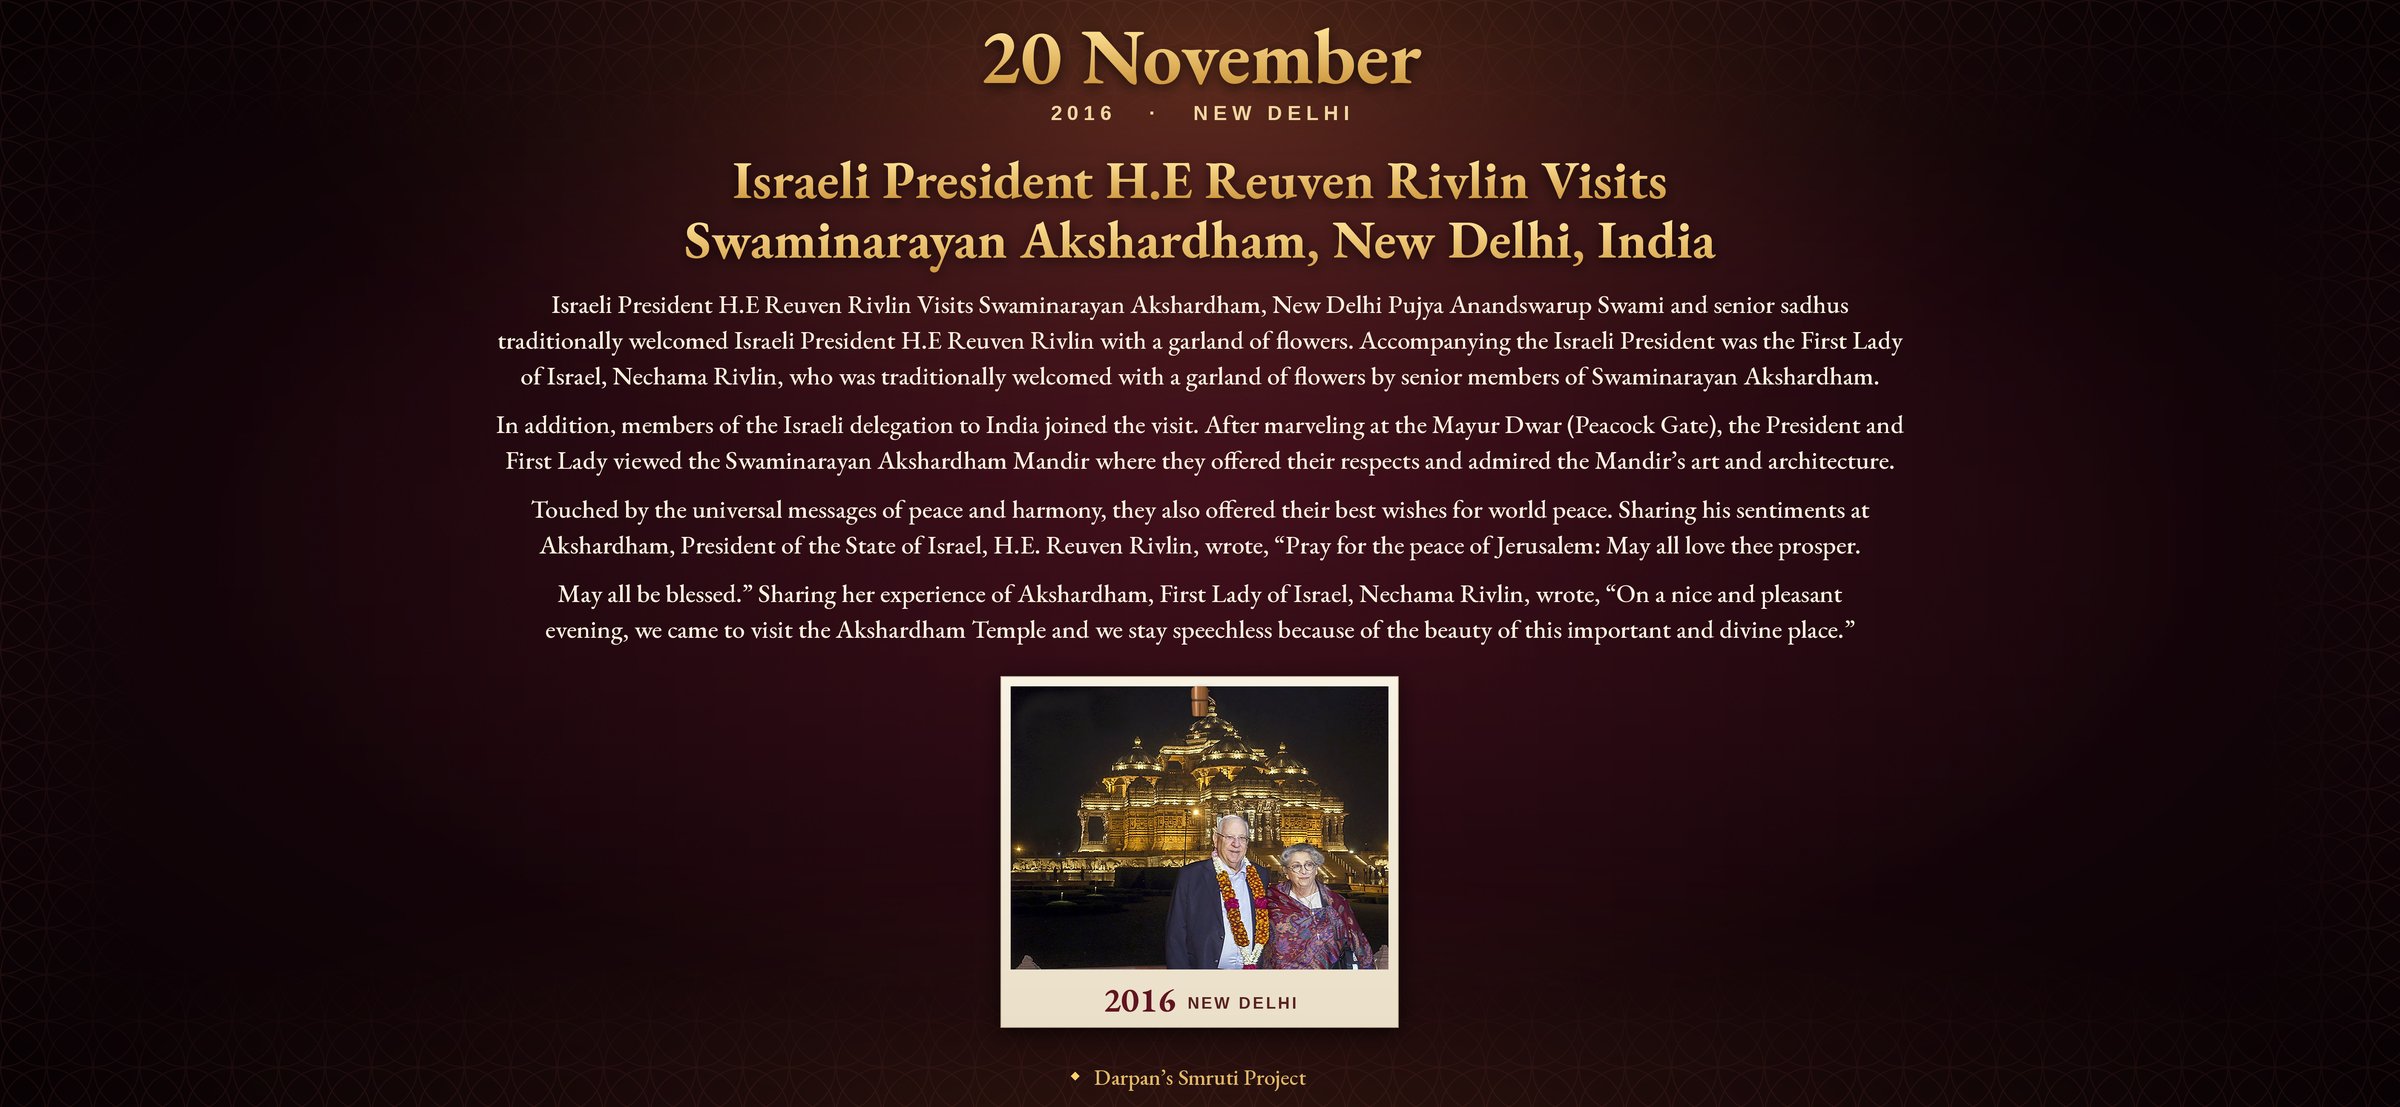 20 November
2016 · NEW DELHI
Israeli President H.E Reuven Rivlin Visits
Swaminarayan Akshardham, New Delhi, India
Israeli President H.E Reuven Rivlin Visits Swaminarayan Akshardham, New Delhi Pujya Anandswarup Swami and senior sadhus
traditionally welcomed Israeli President H.E Reuven Rivlin with a garland of flowers. Accompanying the Israeli President was the First Lady
of Israel, Nechama Rivlin, who was traditionally welcomed with a garland of flowers by senior members of Swaminarayan Akshardham.
In addition, members of the Israeli delegation to India joined the visit. After marveling at the Mayur Dwar (Peacock Gate), the President and
First Lady viewed the Swaminarayan Akshardham Mandir where they offered their respects and admired the Mandir’s art and architecture.
Touched by the universal messages of peace and harmony, they also offered their best wishes for world peace. Sharing his sentiments at
Akshardham, President of the State of Israel, H.E. Reuven Rivlin, wrote, “Pray for the peace of Jerusalem: May all love thee prosper.
May all be blessed.” Sharing her experience of Akshardham, First Lady of Israel, Nechama Rivlin, wrote, “On a nice and pleasant
evening, we came to visit the Akshardham Temple and we stay speechless because of the beauty of this important and divine place.”
2016 NEW DELHI
Darpan’s Smruti Project